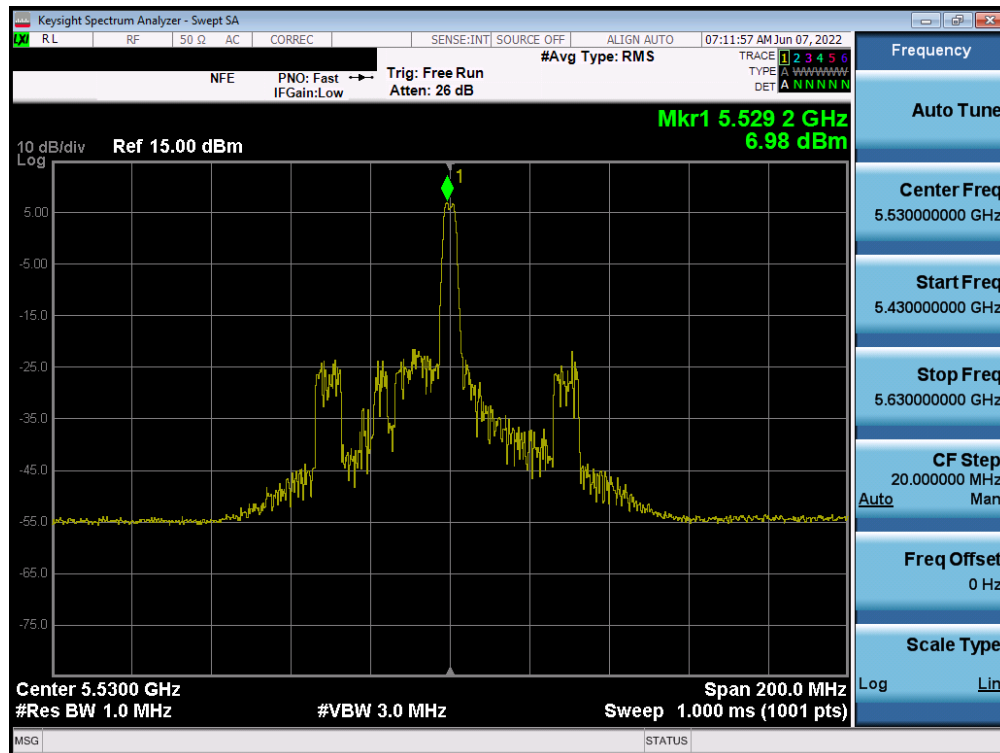 Keysight Spectrum Analyzer - Swept SA
LXI RL RF 50 Ω AC CORREC SENSE:INT SOURCE OFF ALIGN AUTO 07:11:57 AM Jun 07, 2022
NFE PNO: Fast IFGain:Low Trig: Free Run Atten: 26 dB #Avg Type: RMS
TRACE 1 2 3 4 5 6
TYPE A WWWWWW
DET A N N N N N
Mkr1 5.529 2 GHz
6.98 dBm
10 dB/div Ref 15.00 dBm
Log
1
5.00
-5.00
-15.0
-25.0
-35.0
-45.0
-55.0
-65.0
-75.0
Center 5.5300 GHz Span 200.0 MHz
#Res BW 1.0 MHz #VBW 3.0 MHz Sweep 1.000 ms (1001 pts)
MSG STATUS
Frequency
Auto Tune
Center Freq
5.530000000 GHz
Start Freq
5.430000000 GHz
Stop Freq
5.630000000 GHz
CF Step
20.000000 MHz
Auto Man
Freq Offset
0 Hz
Scale Type
Log Lin